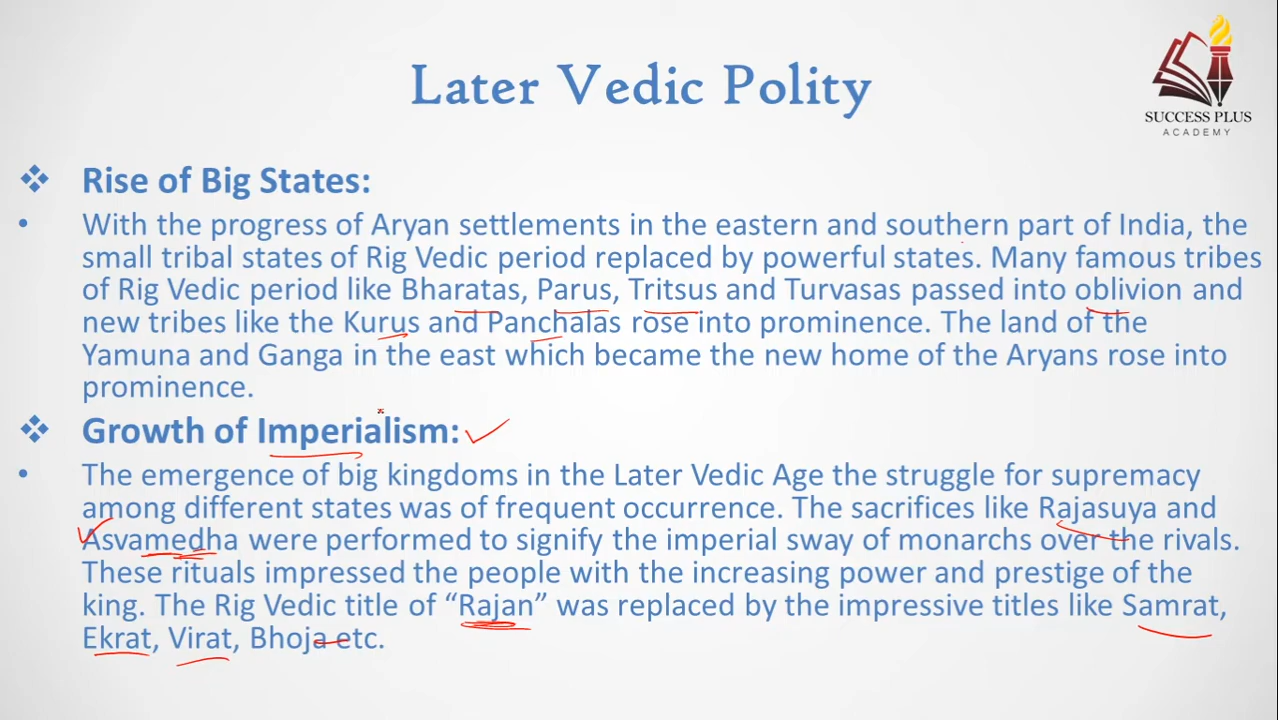 Later Vedic Polity
SUCCESS PLUS
ACADEMY
Rise of Big States:
With the progress of Aryan settlements in the eastern and southern part of India, the
small tribal states of Rig Vedic period replaced by powerful states. Many famous tribes
of Rig Vedic period like Bharatas, Parus, Tritsus and Turvasas passed into oblivion and
new tribes like the Kurus and Panchalas rose into prominence. The land of the
Yamuna and Ganga in the east which became the new home of the Aryans rose into
prominence.
Growth of Imperialism:
The emergence of big kingdoms in the Later Vedic Age the struggle for supremacy
among different states was of frequent occurrence. The sacrifices like Rajasuya and
Asvamedha were performed to signify the imperial sway of monarchs over the rivals.
These rituals impressed the people with the increasing power and prestige of the
king. The Rig Vedic title of “Rajan” was replaced by the impressive titles like Samrat,
Ekrat, Virat, Bhoja etc.